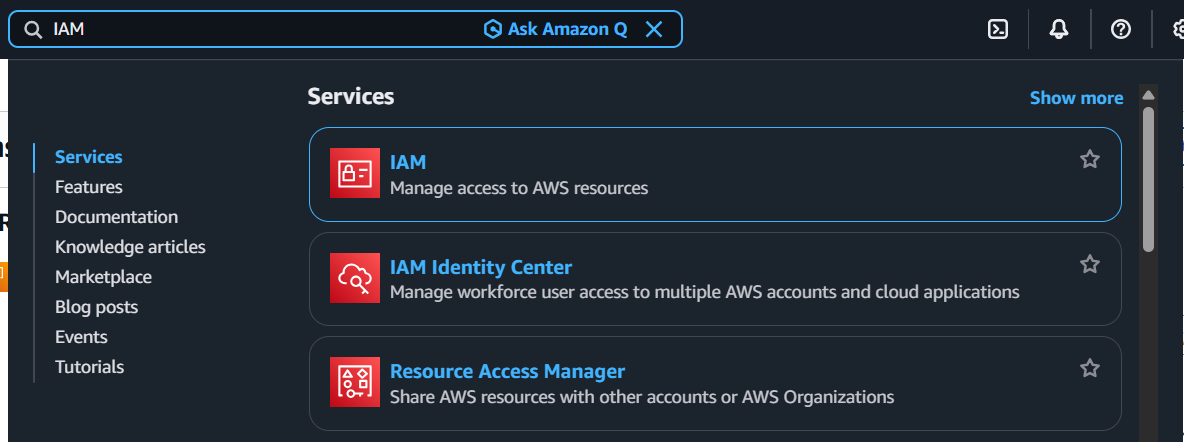 IAM
Ask Amazon Q
Services
Show more
Services
Features
Documentation
Knowledge articles
Marketplace
Blog posts
Events
Tutorials
IAM
Manage access to AWS resources
IAM Identity Center
Manage workforce user access to multiple AWS accounts and cloud applications
Resource Access Manager
Share AWS resources with other accounts or AWS Organizations